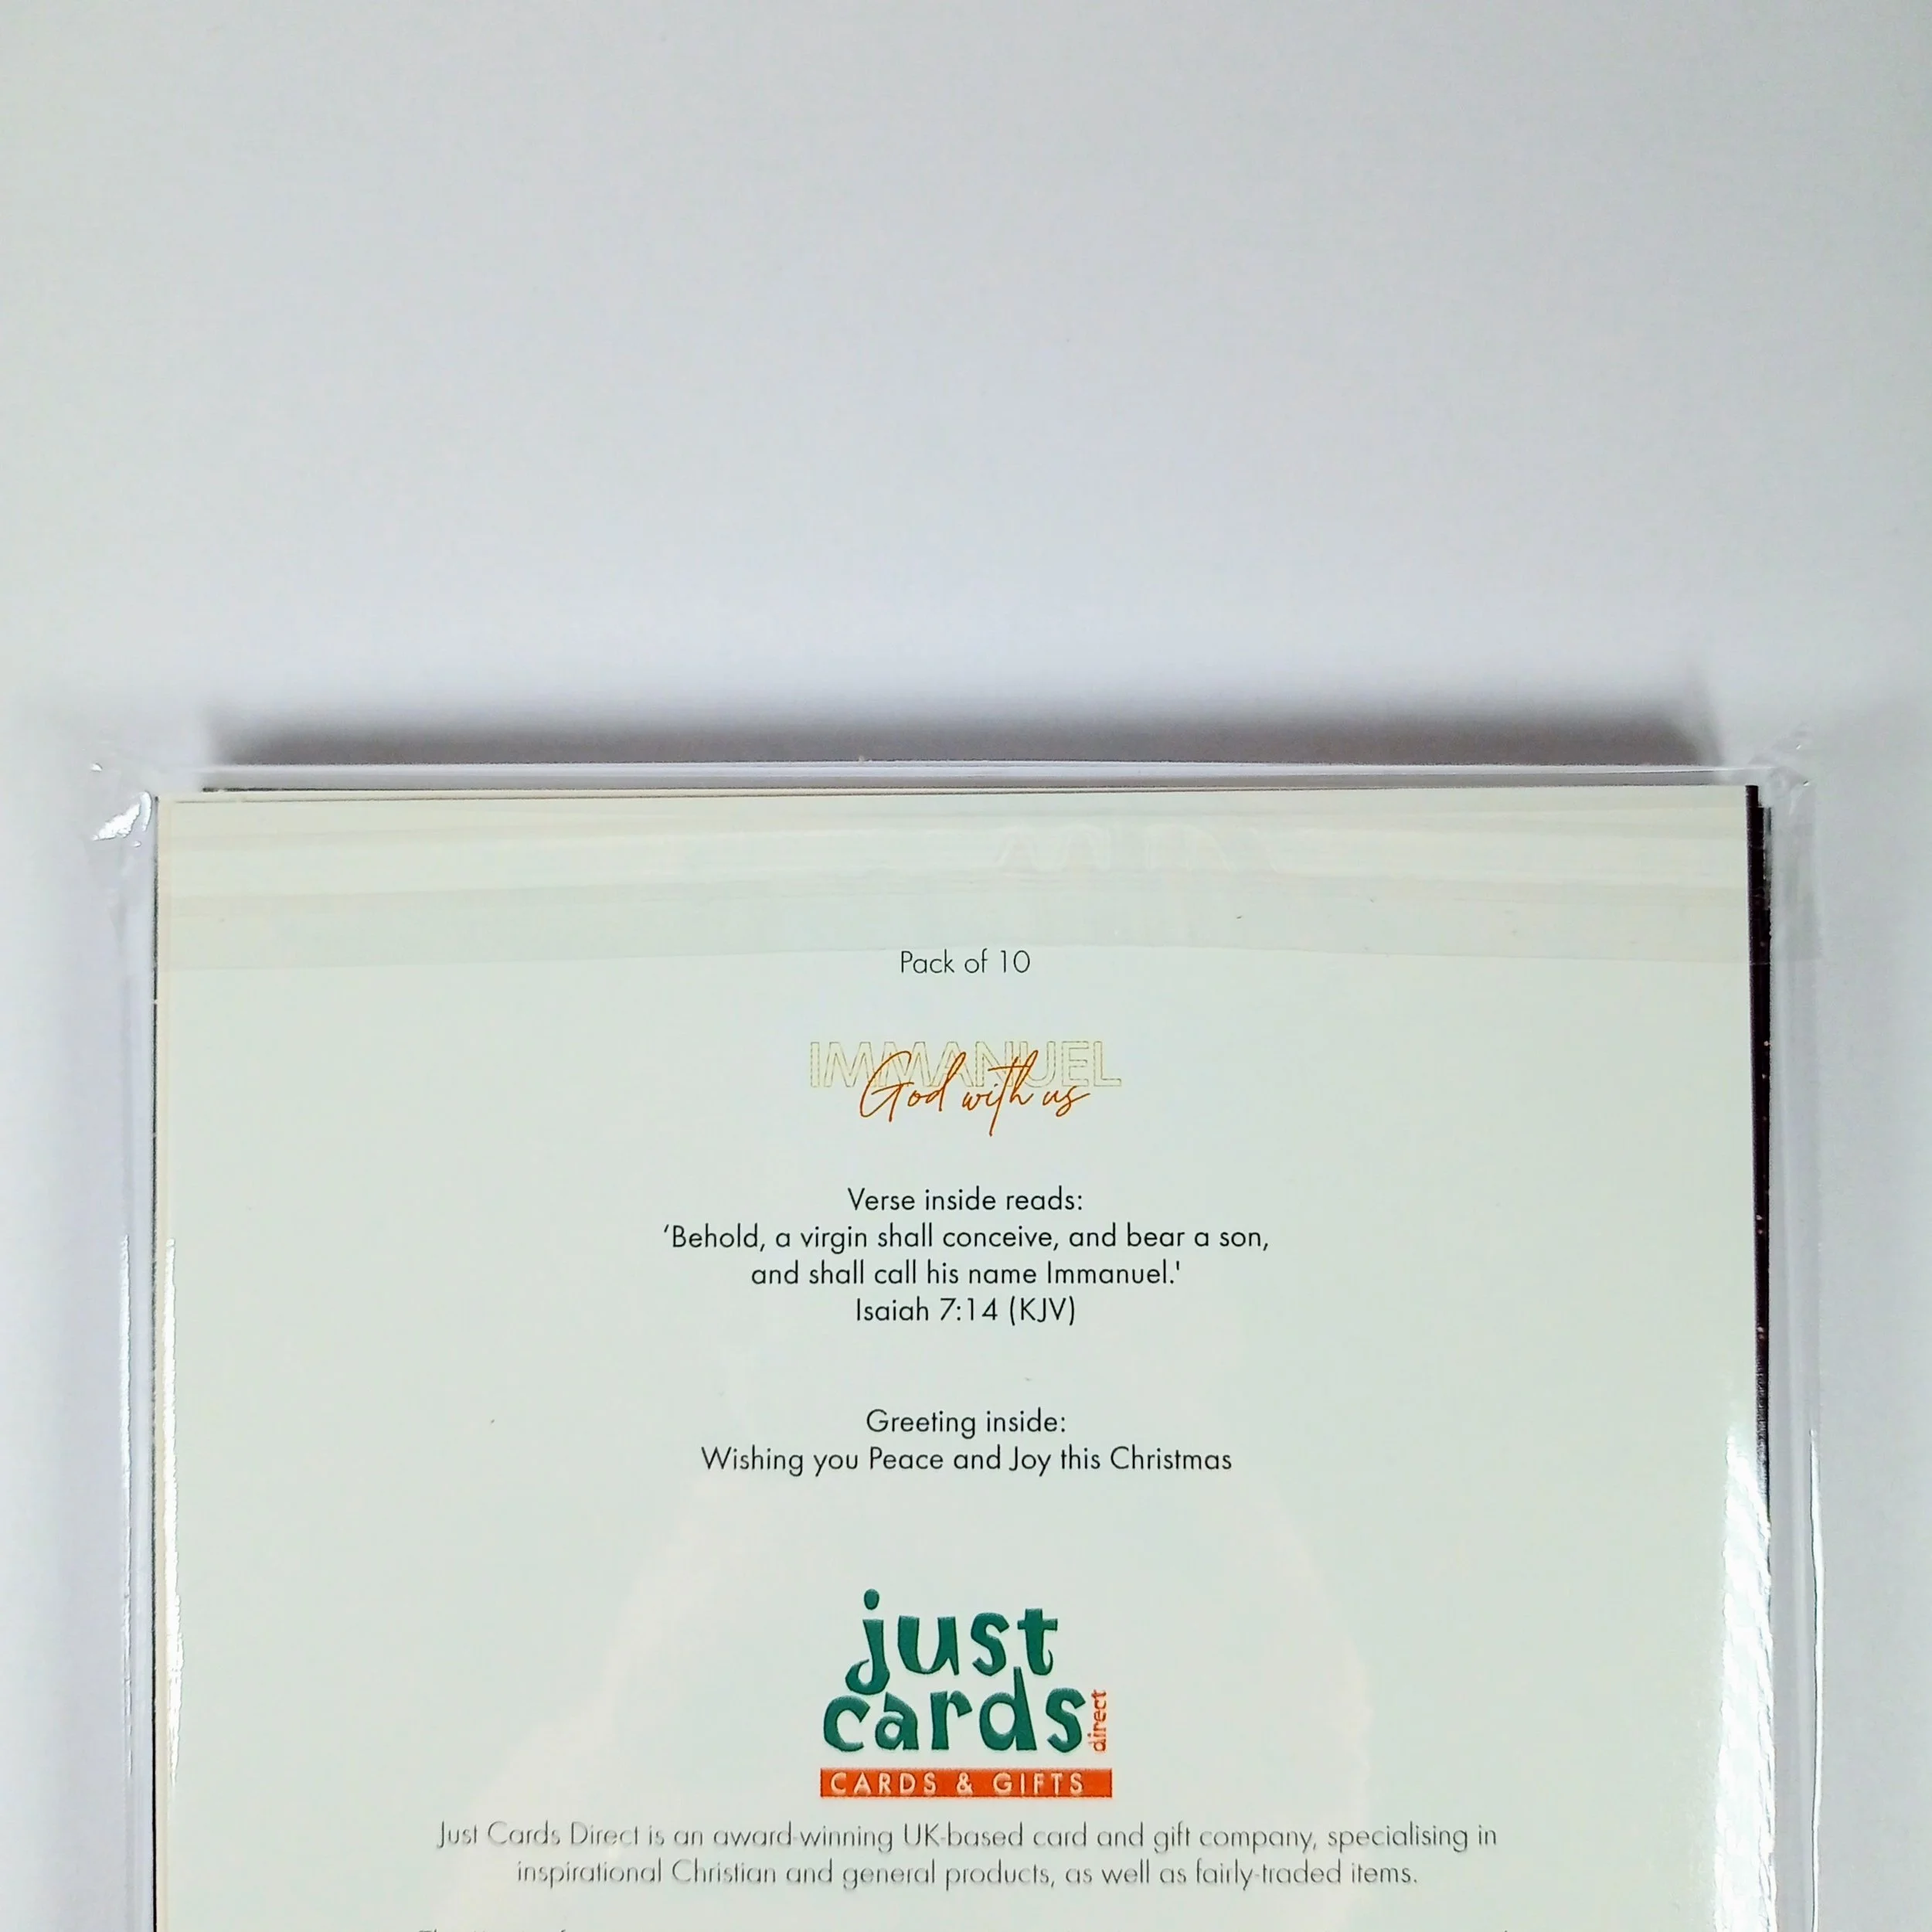 Pack of 10
IMMANUEL
God with us
Verse inside reads:
‘Behold, a virgin shall conceive, and bear a son,
and shall call his name Immanuel.'
Isaiah 7:14 (KJV)
Greeting inside:
Wishing you Peace and Joy this Christmas
just
cards
direct
CARDS & GIFTS
Just Cards Direct is an award-winning UK-based card and gift company, specialising in
inspirational Christian and general products, as well as fairly-traded items.